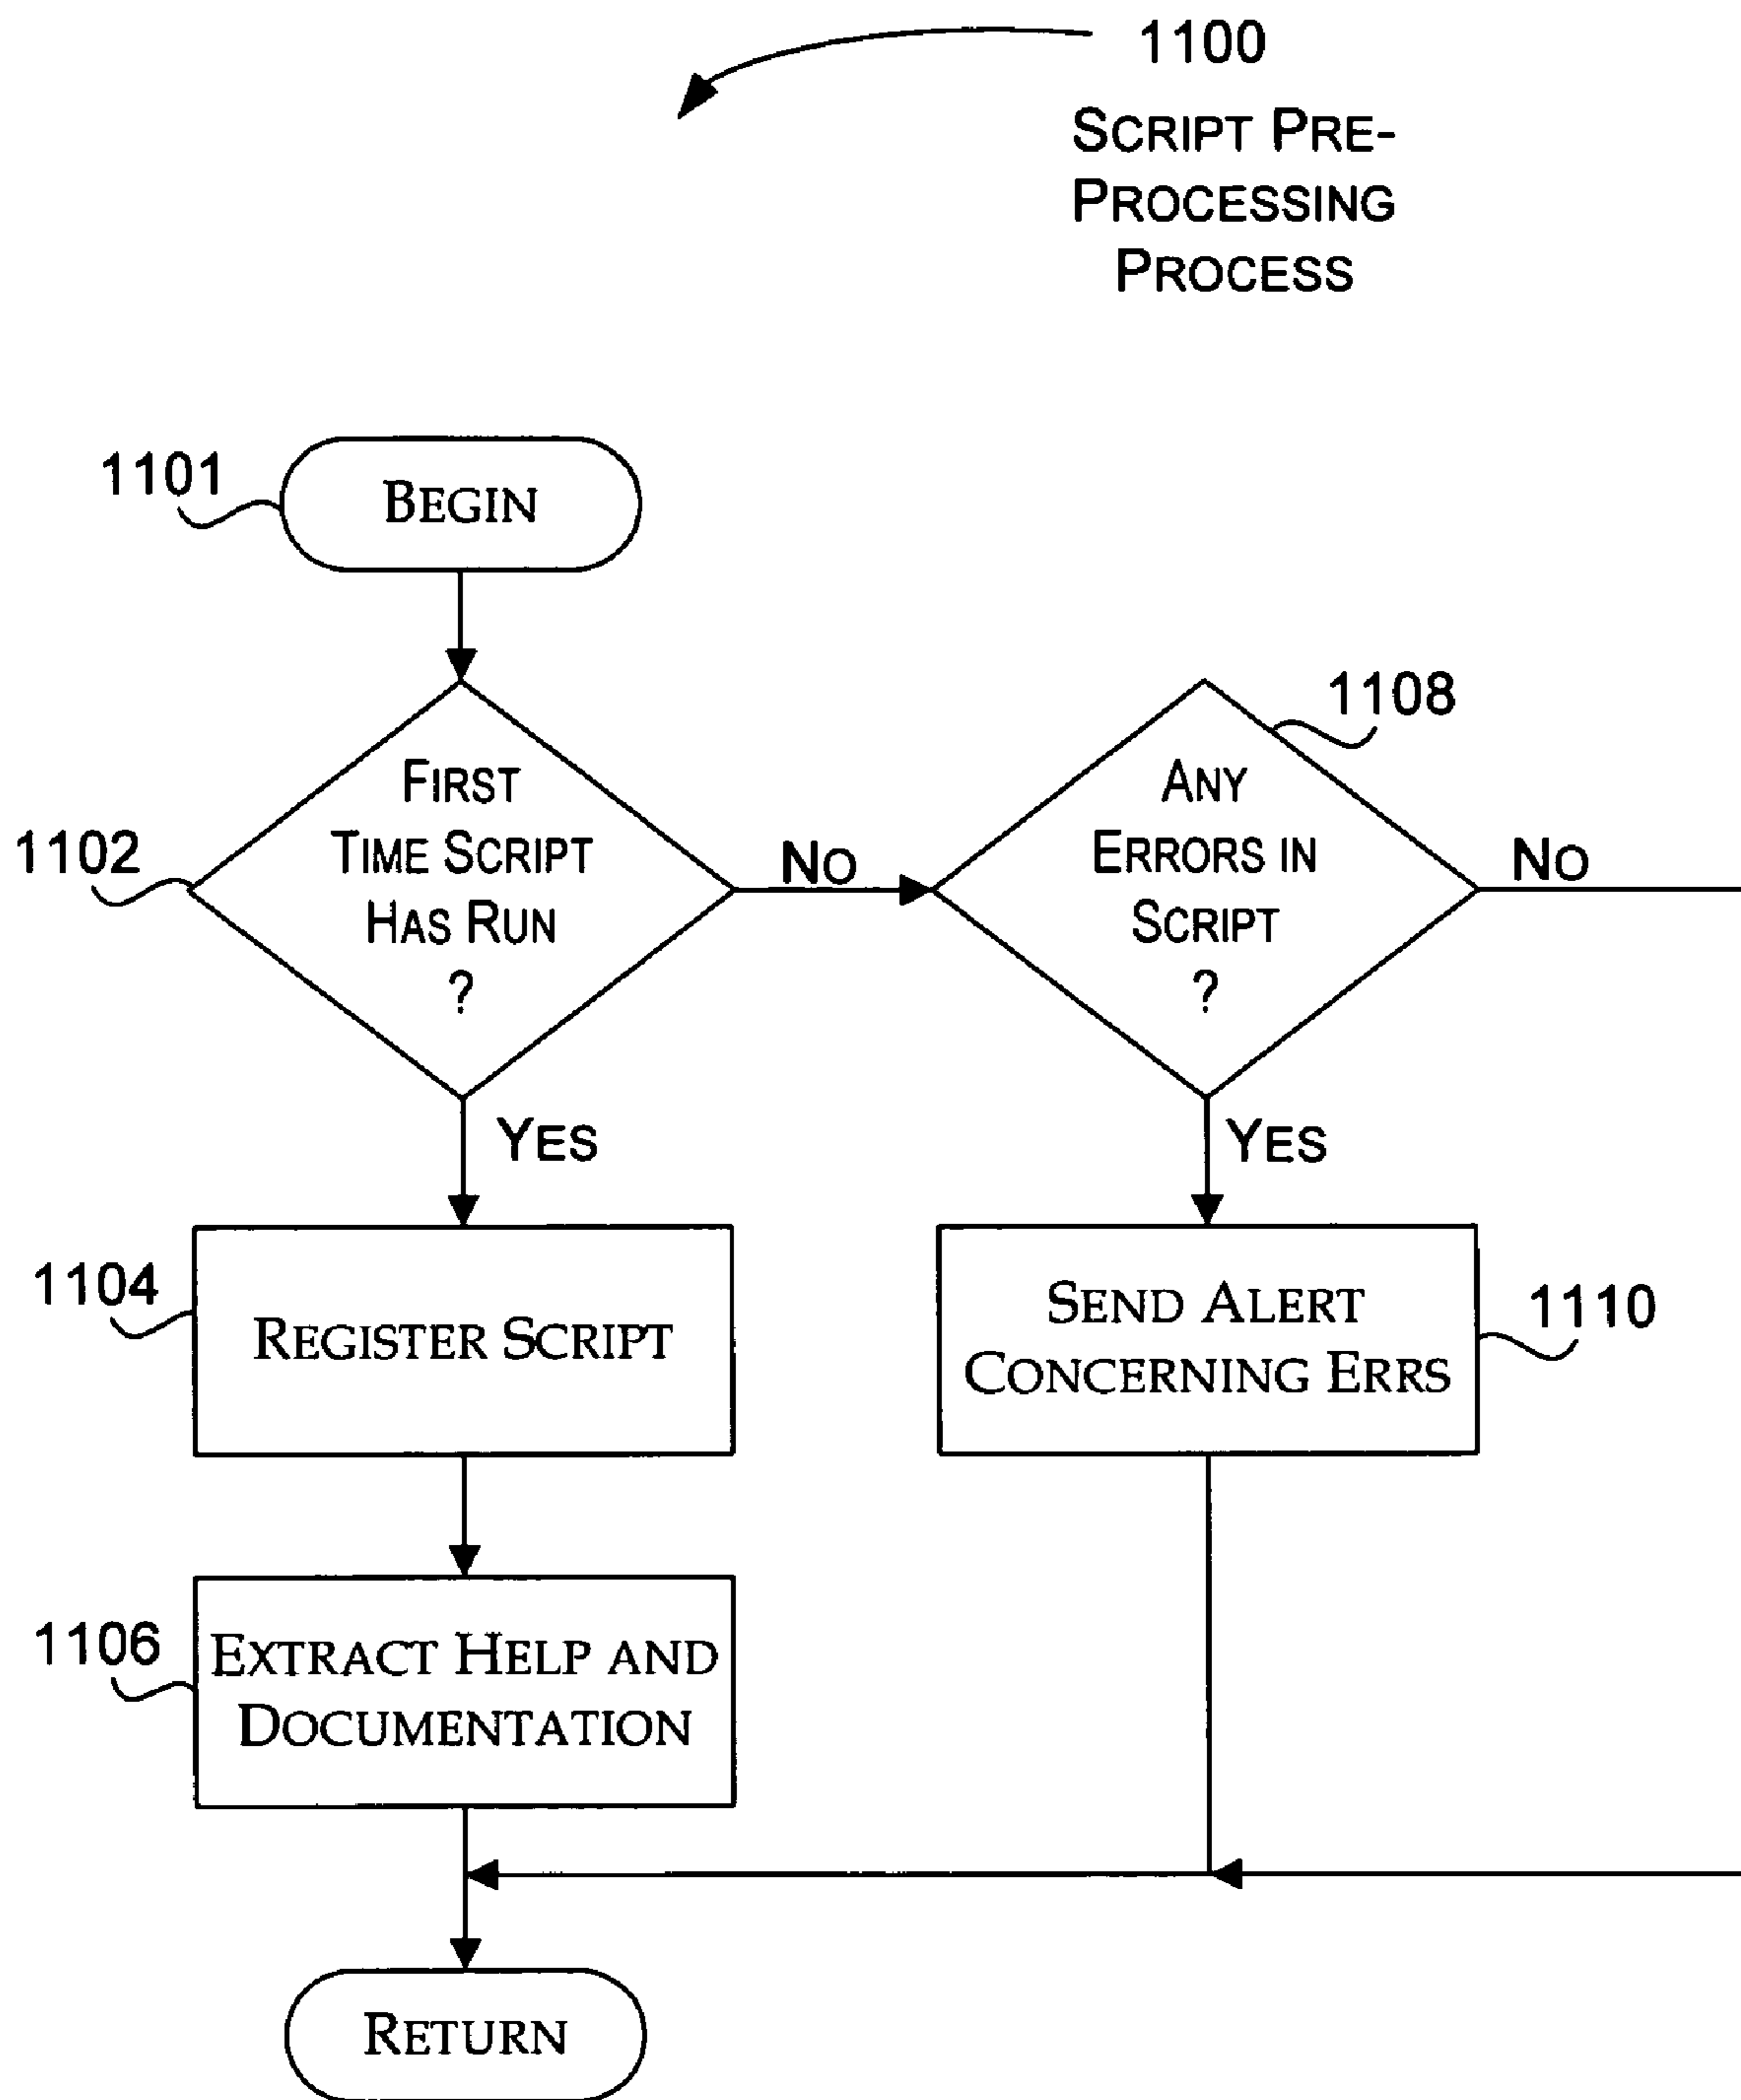 1100
SCRIPT PRE-
PROCESSING
PROCESS
1101
BEGIN
1102
FIRST
TIME SCRIPT
HAS RUN
?
NO
1108
ANY
ERRORS IN
SCRIPT
?
NO
YES
YES
1104
REGISTER SCRIPT
SEND ALERT
CONCERNING ERRS
1110
1106
EXTRACT HELP AND
DOCUMENTATION
RETURN